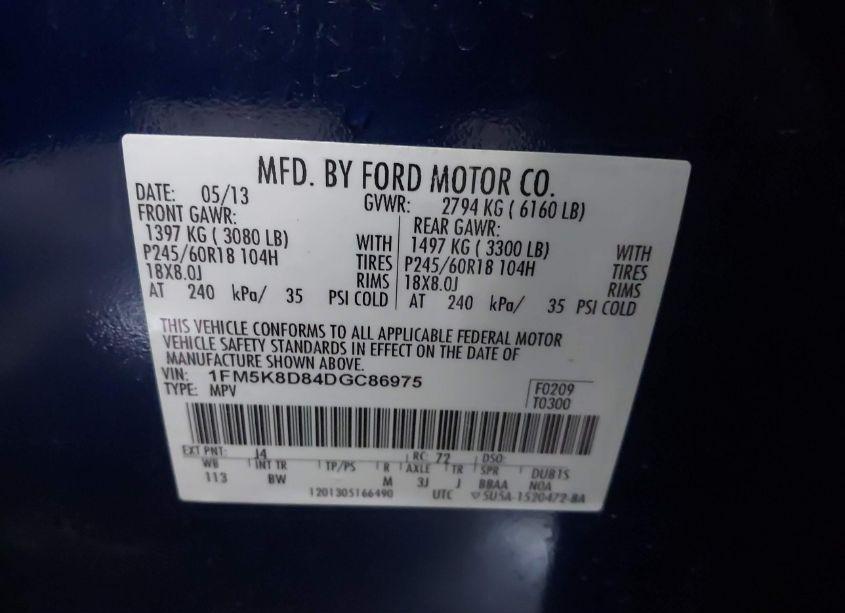 MFD. BY FORD MOTOR CO.
DATE: 05/13 GVWR: 2794 KG ( 6160 LB)
FRONT GAWR: REAR GAWR:
1397 KG ( 3080 LB) WITH 1497 KG ( 3300 LB) WITH
P245/60R18 104H TIRES P245/60R18 104H TIRES
18X8.0J RIMS 18X8.0J RIMS
AT 240 kPa/ 35 PSI COLD AT 240 kPa/ 35 PSI COLD
THIS VEHICLE CONFORMS TO ALL APPLICABLE FEDERAL MOTOR
VEHICLE SAFETY STANDARDS IN EFFECT ON THE DATE OF
MANUFACTURE SHOWN ABOVE.
VIN: 1FM5K8D84DGC86975 F0209
TYPE: MPV T0300
EXT PNT: J4 RC: 72 DSO:
WB INT TR TP/PS R AXLE TR SPR DUB1S
113 BW M 3J J BBAA NOA
1201305166490 UTC ▽5U5A-1520472-BA